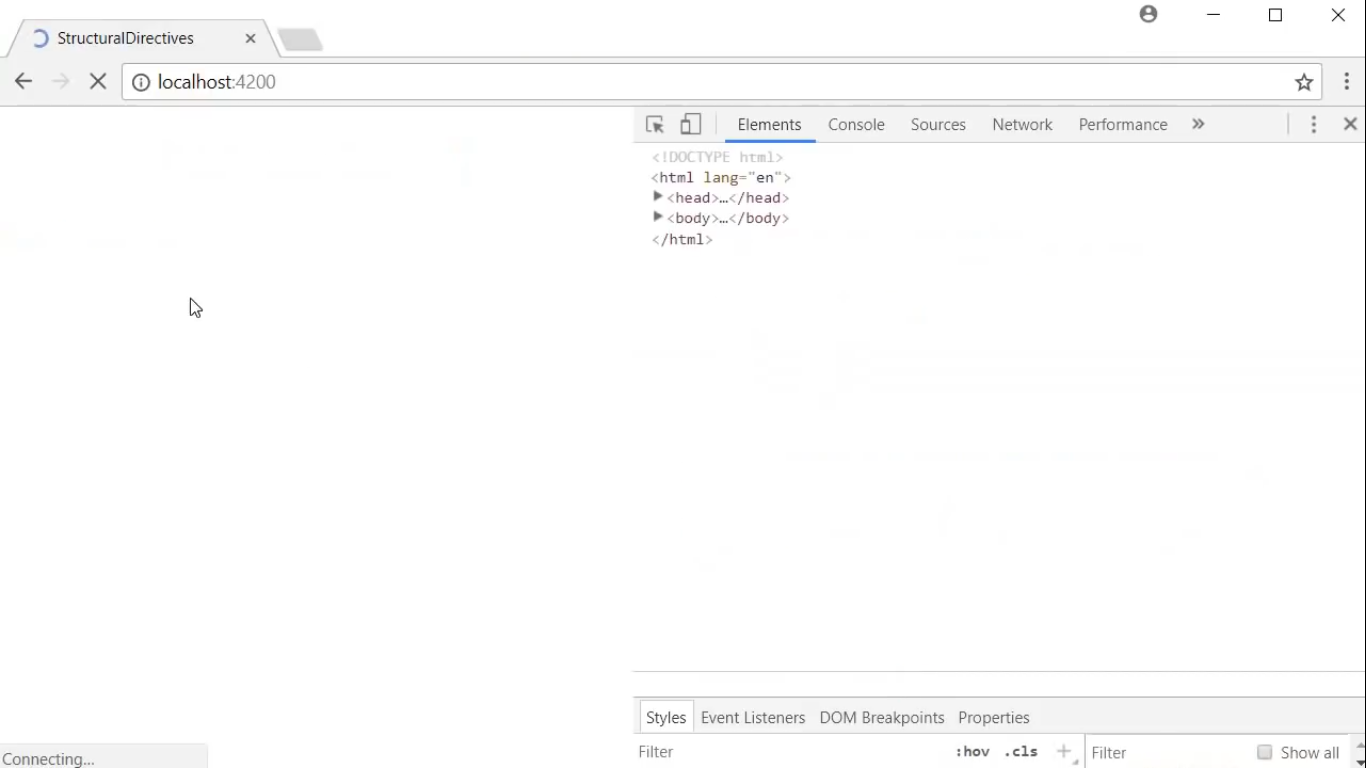 StructuralDirectives
localhost:4200
Elements Console Sources Network Performance »
<!DOCTYPE html>
<html lang="en">
<head>…</head>
<body>…</body>
</html>
Styles Event Listeners DOM Breakpoints Properties
Filter :hov .cls + Filter Show all
Connecting...